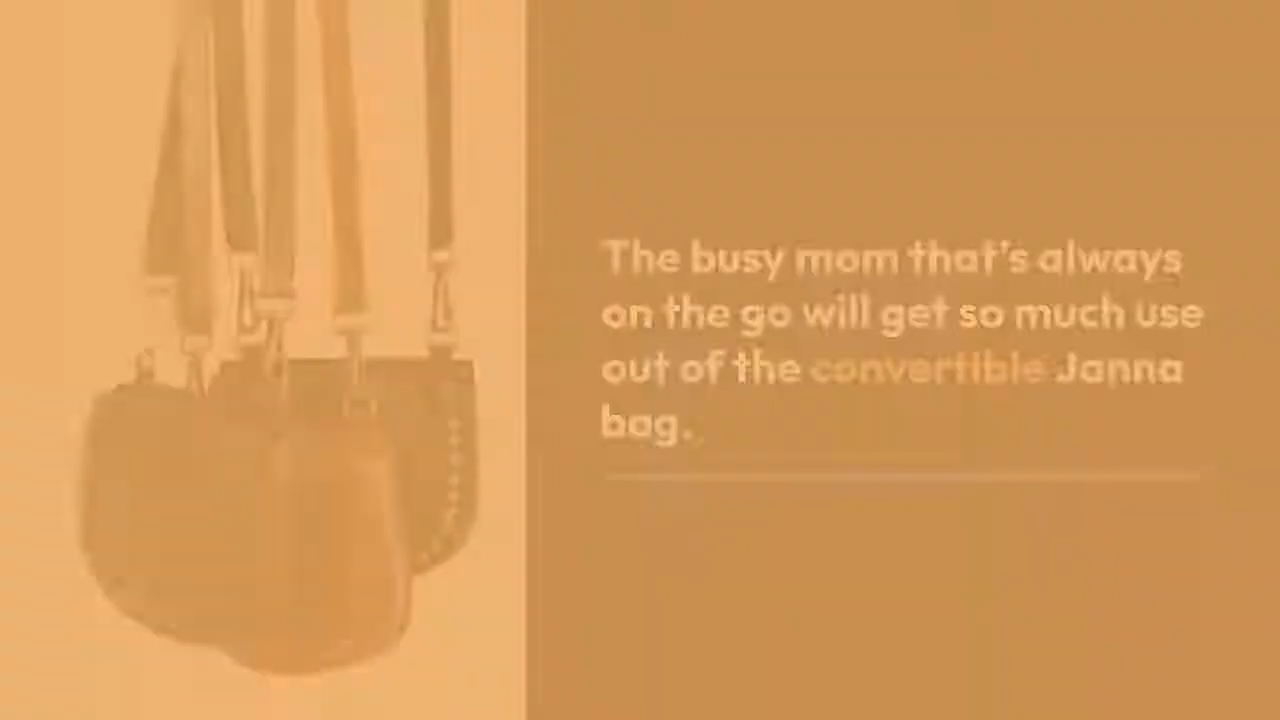 The busy mom that's always
on the go will get so much use
out of the convertible Janna
bag.